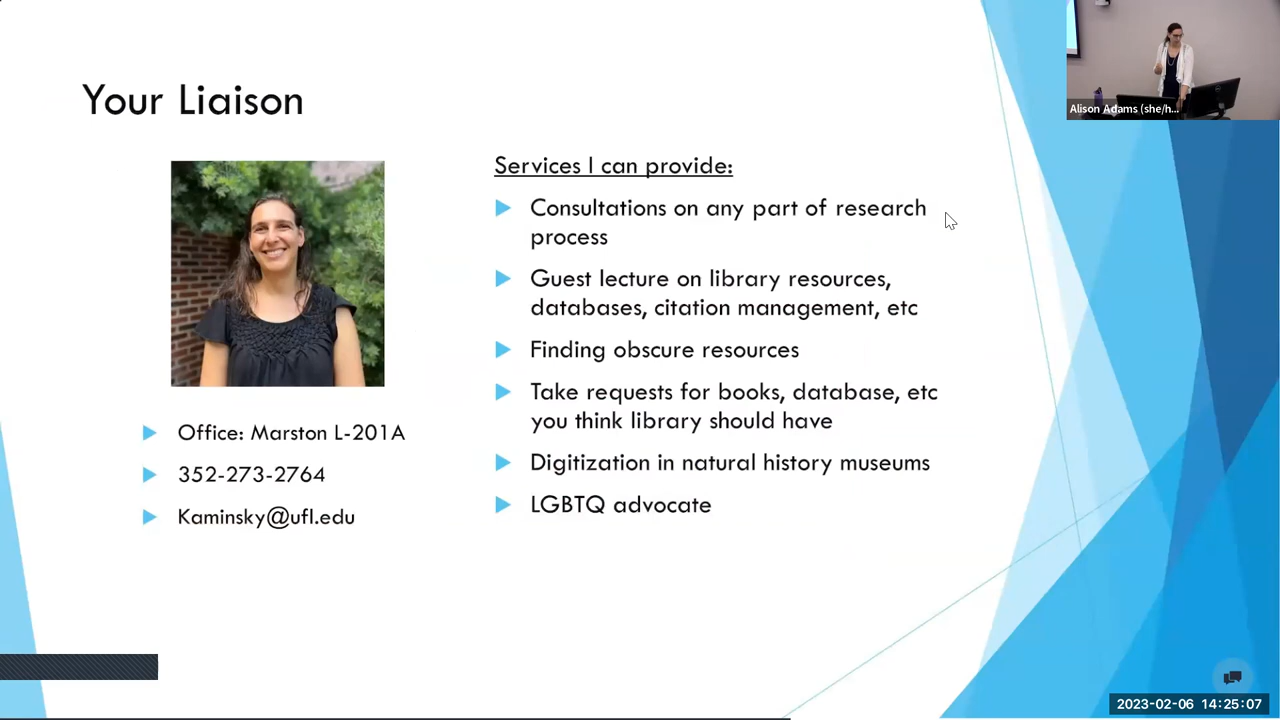 Your Liaison
Office: Marston L-201A
352-273-2764
Kaminsky@ufl.edu
Services I can provide:
Consultations on any part of research
process
Guest lecture on library resources,
databases, citation management, etc
Finding obscure resources
Take requests for books, database, etc
you think library should have
Digitization in natural history museums
LGBTQ advocate
Alison Adams (she/h...
2023-02-06 14:25:07